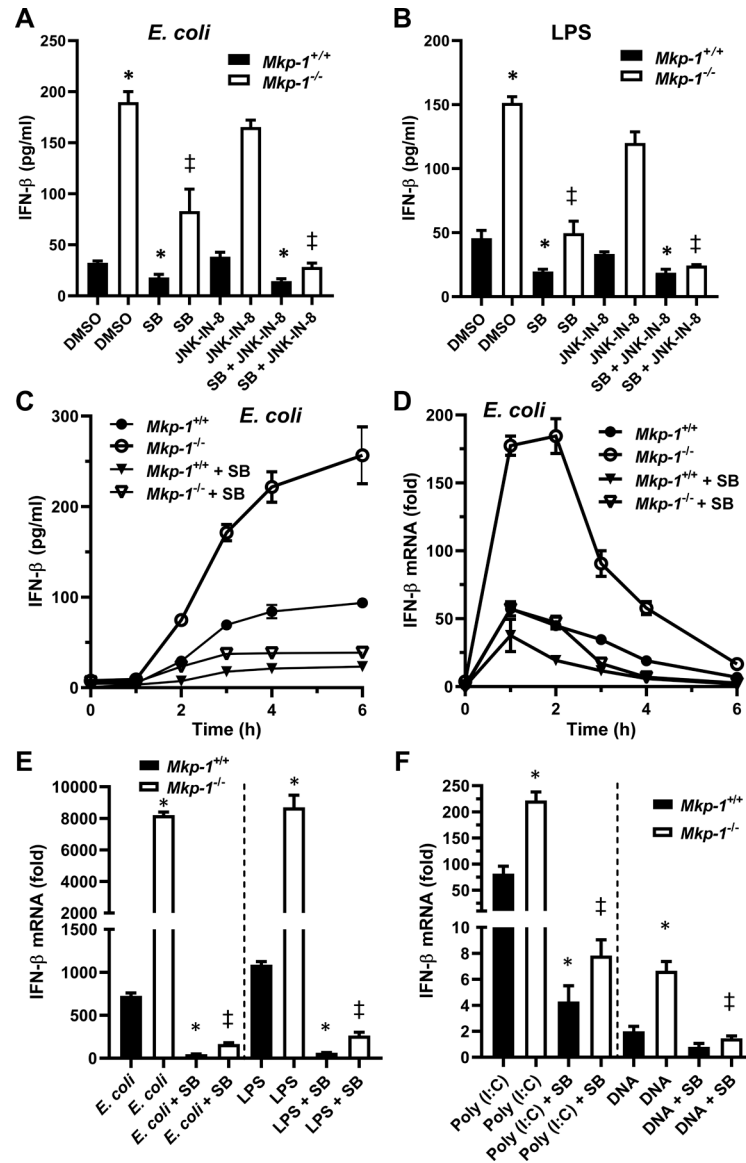 A
E. coli
Mkp-1+/+
Mkp-1-/-
IFN-β (pg/ml)
250
200
150
100
50
0
*
*
‡
*
‡
DMSO
DMSO
SB
SB
JNK-IN-8
JNK-IN-8
SB + JNK-IN-8
SB + JNK-IN-8
B
LPS
Mkp-1+/+
Mkp-1-/-
IFN-β (pg/ml)
200
150
100
50
0
*
*
‡
*
‡
DMSO
DMSO
SB
SB
JNK-IN-8
JNK-IN-8
SB + JNK-IN-8
SB + JNK-IN-8
C
E. coli
Mkp-1+/+
Mkp-1-/-
Mkp-1+/+ + SB
Mkp-1-/- + SB
IFN-β (pg/ml)
300
200
100
0
0
2
4
6
Time (h)
D
E. coli
Mkp-1+/+
Mkp-1-/-
Mkp-1+/+ + SB
Mkp-1-/- + SB
IFN-β mRNA (fold)
200
150
100
50
0
0
2
4
6
Time (h)
E
Mkp-1+/+
Mkp-1-/-
IFN-β mRNA (fold)
10000
8000
6000
4000
2000
1000
500
0
*
*
‡
*
*
‡
E. coli
E. coli
E. coli + SB
E. coli + SB
LPS
LPS
LPS + SB
LPS + SB
F
Mkp-1+/+
Mkp-1-/-
IFN-β mRNA (fold)
250
200
150
100
50
8
6
4
2
0
*
*
‡
*
‡
Poly (I:C)
Poly (I:C)
Poly (I:C) + SB
Poly (I:C) + SB
DNA
DNA
DNA + SB
DNA + SB